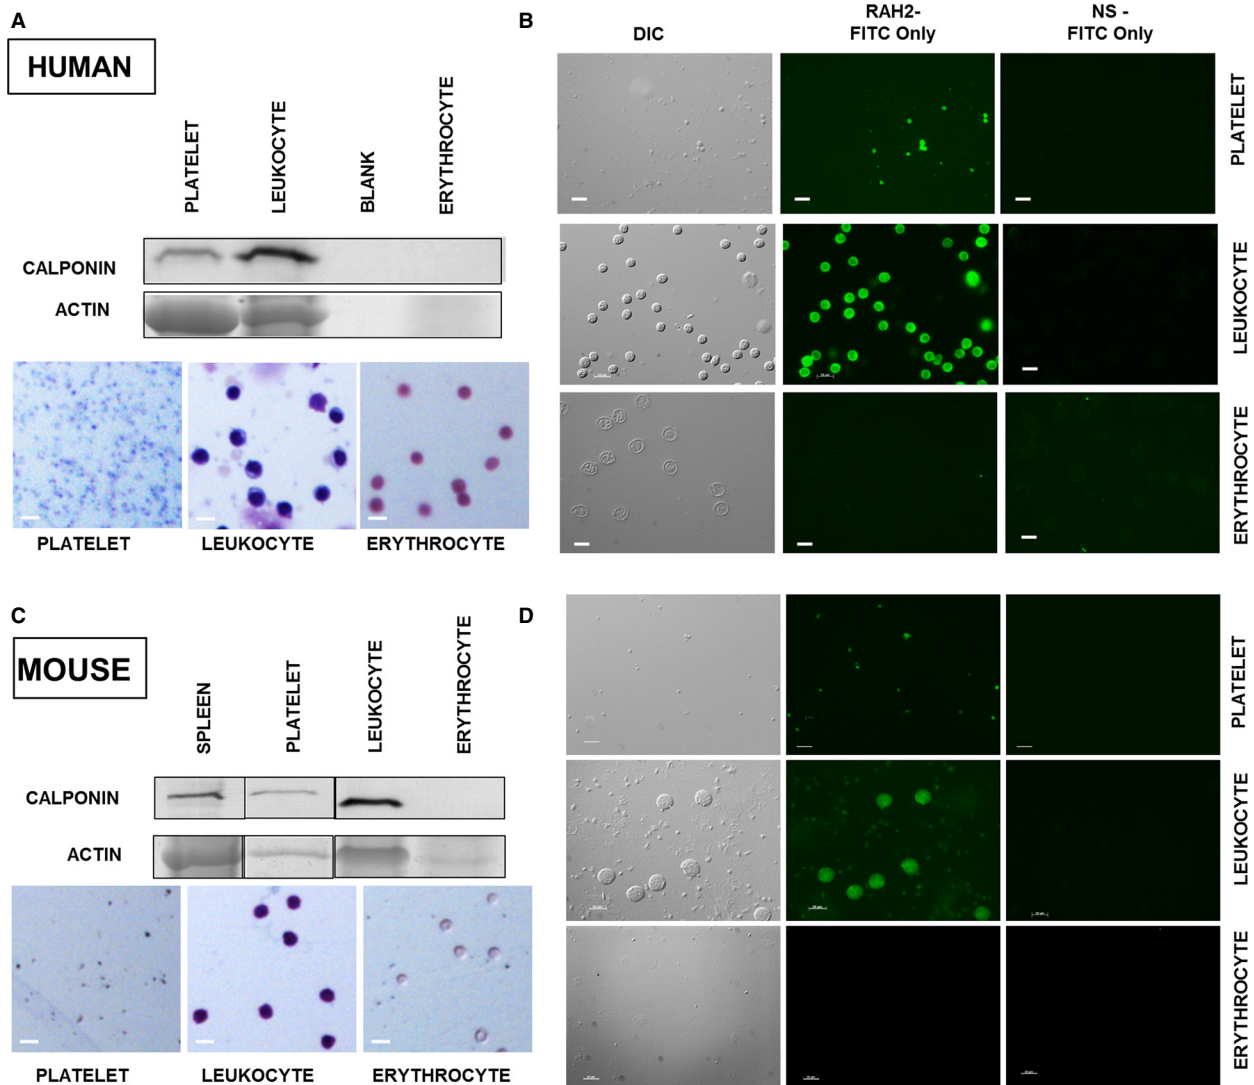 A
HUMAN
PLATELET
LEUKOCYTE
BLANK
ERYTHROCYTE
CALPONIN
ACTIN
PLATELET
LEUKOCYTE
ERYTHROCYTE
B
DIC
RAH2-
FITC Only
NS -
FITC Only
PLATELET
LEUKOCYTE
ERYTHROCYTE
C
MOUSE
SPLEEN
PLATELET
LEUKOCYTE
ERYTHROCYTE
CALPONIN
ACTIN
PLATELET
LEUKOCYTE
ERYTHROCYTE
D
PLATELET
LEUKOCYTE
ERYTHROCYTE